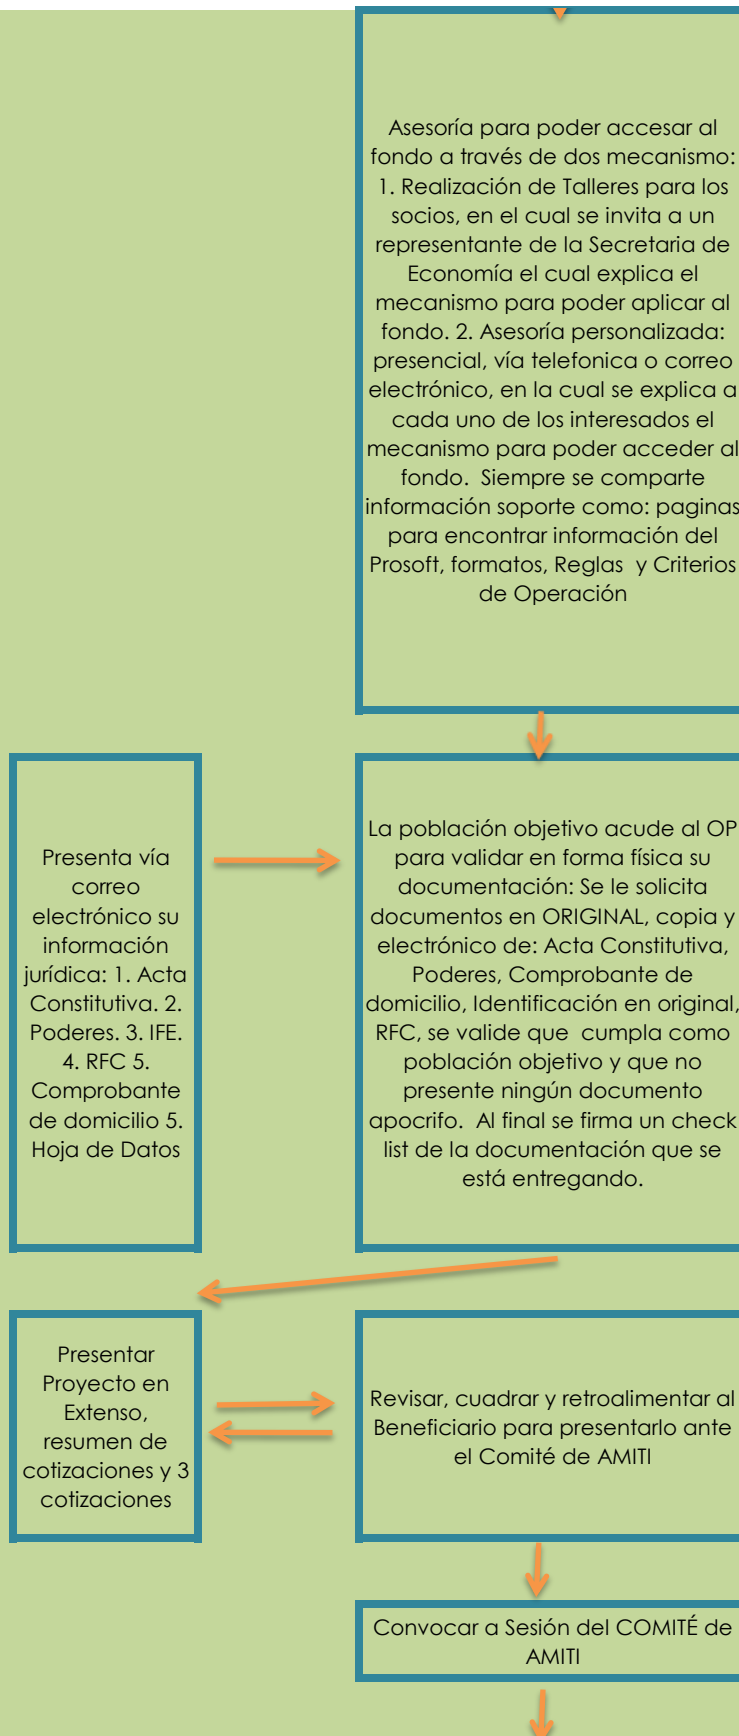 Asesoría para poder accesar al
fondo a través de dos mecanismo:
1. Realización de Talleres para los
socios, en el cual se invita a un
representante de la Secretaria de
Economía el cual explica el
mecanismo para poder aplicar al
fondo. 2. Asesoría personalizada:
presencial, vía telefonica o correo
electrónico, en la cual se explica a
cada uno de los interesados el
mecanismo para poder acceder al
fondo. Siempre se comparte
información soporte como: paginas
para encontrar información del
Prosoft, formatos, Reglas y Criterios
de Operación
Presenta vía
correo
electrónico su
información
jurídica: 1. Acta
Constitutiva. 2.
Poderes. 3. IFE.
4. RFC 5.
Comprobante
de domicilio 5.
Hoja de Datos
La población objetivo acude al OP
para validar en forma física su
documentación: Se le solicita
documentos en ORIGINAL, copia y
electrónico de: Acta Constitutiva,
Poderes, Comprobante de
domicilio, Identificación en original,
RFC, se valide que cumpla como
población objetivo y que no
presente ningún documento
apocrifo. Al final se firma un check
list de la documentación que se
está entregando.
Presentar
Proyecto en
Extenso,
resumen de
cotizaciones y 3
cotizaciones
Revisar, cuadrar y retroalimentar al
Beneficiario para presentarlo ante
el Comité de AMITI
Convocar a Sesión del COMITÉ de
AMITI